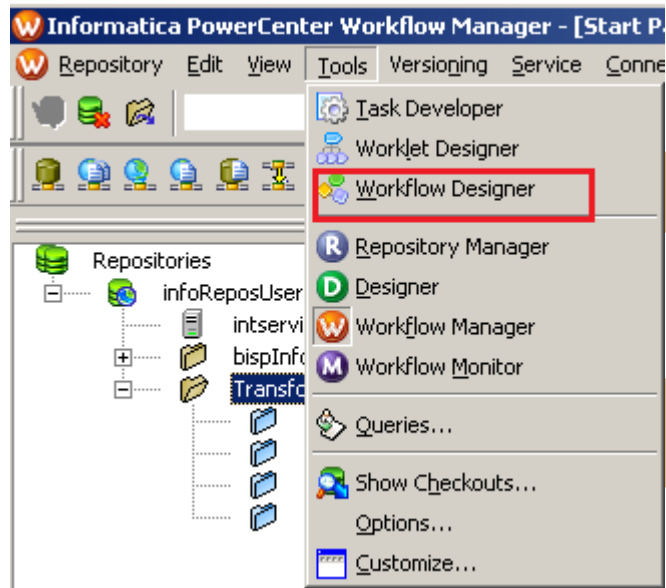 Informatica PowerCenter Workflow Manager - [Start P
Repository Edit View Tools Versioning Service Conne
Task Developer
Worklet Designer
Workflow Designer
Repository Manager
Designer
Workflow Manager
Workflow Monitor
Queries...
Show Checkouts...
Options...
Customize...
Repositories
infoReposUser
intservi
bispInfo
Transfo